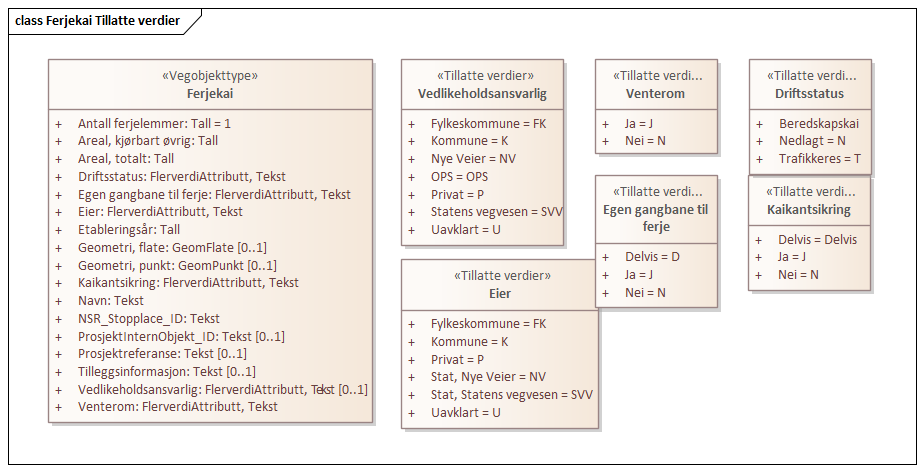 class Ferjekai Tillatte verdier
«Vegobjekttype»
Ferjekai
+ Antall ferjelemmer: Tall = 1
+ Areal, kjørbart øvrig: Tall
+ Areal, totalt: Tall
+ Driftsstatus: FlerverdiAttributt, Tekst
+ Egen gangbane til ferje: FlerverdiAttributt, Tekst
+ Eier: FlerverdiAttributt, Tekst
+ Etableringsår: Tall
+ Geometri, flate: GeomFlate [0..1]
+ Geometri, punkt: GeomPunkt [0..1]
+ Kaikantsikring: FlerverdiAttributt, Tekst
+ Navn: Tekst
+ NSR_Stopplace_ID: Tekst
+ ProsjektInternObjekt_ID: Tekst [0..1]
+ Prosjektreferanse: Tekst [0..1]
+ Tilleggsinformasjon: Tekst [0..1]
+ Vedlikeholdsansvarlig: FlerverdiAttributt, Tekst [0..1]
+ Venterom: FlerverdiAttributt, Tekst
«Tillatte verdier»
Vedlikeholdsansvarlig
+ Fylkeskommune = FK
+ Kommune = K
+ Nye Veier = NV
+ OPS = OPS
+ Privat = P
+ Statens vegvesen = SVV
+ Uavklart = U
«Tillatte verdier»
Eier
+ Fylkeskommune = FK
+ Kommune = K
+ Privat = P
+ Stat, Nye Veier = NV
+ Stat, Statens vegvesen = SVV
+ Uavklart = U
«Tillatte verdi...
Venterom
+ Ja = J
+ Nei = N
«Tillatte verdi...
Egen gangbane til
ferje
+ Delvis = D
+ Ja = J
+ Nei = N
«Tillatte verdi...
Driftsstatus
+ Beredskapskai
+ Nedlagt = N
+ Trafikkeres = T
«Tillatte verdi...
Kaikantsikring
+ Delvis = Delvis
+ Ja = J
+ Nei = N